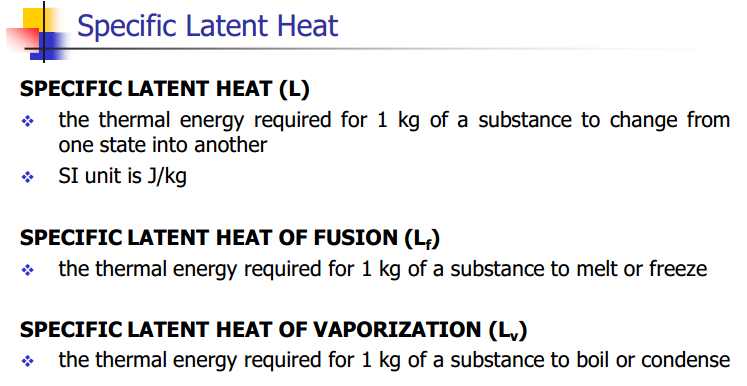 Specific Latent Heat
SPECIFIC LATENT HEAT (L)
❖ the thermal energy required for 1 kg of a substance to change from
one state into another
❖ SI unit is J/kg
SPECIFIC LATENT HEAT OF FUSION (Lf)
❖ the thermal energy required for 1 kg of a substance to melt or freeze
SPECIFIC LATENT HEAT OF VAPORIZATION (Lv)
❖ the thermal energy required for 1 kg of a substance to boil or condense